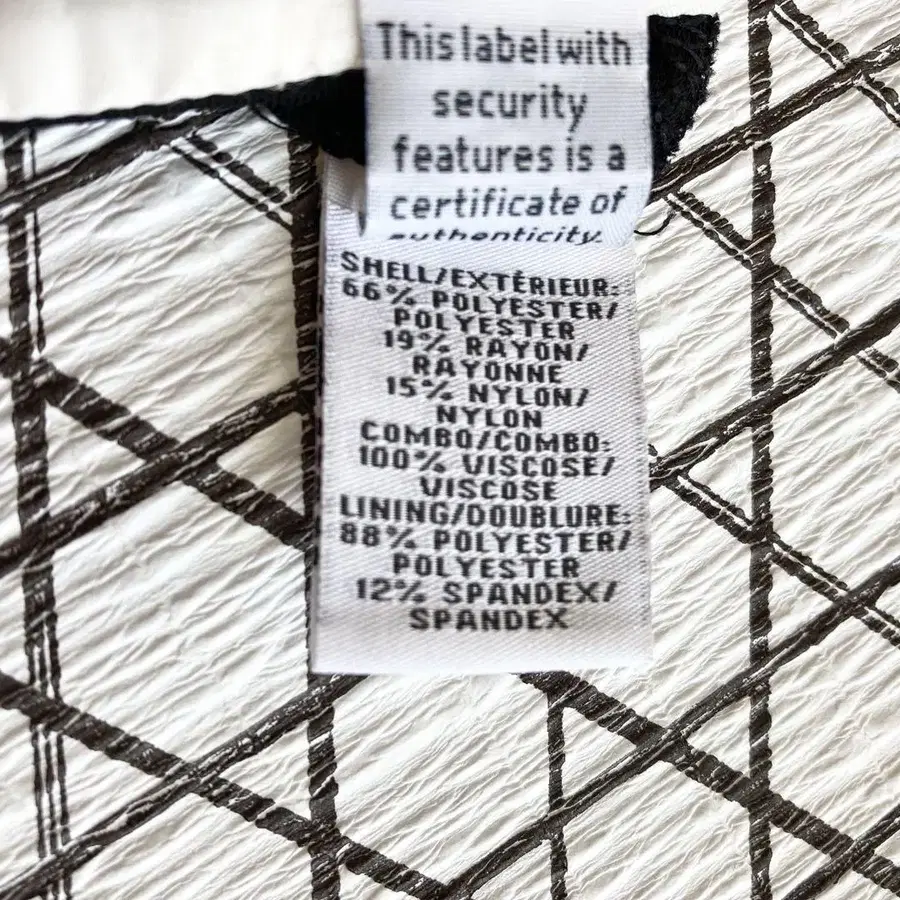 This label with
security
features is a
certificate of
authenticity.
SHELL/EXTÉRIEUR:
66% POLYESTER/
POLYESTER
19% RAYON/
RAYONNE
15% NYLON/
NYLON
COMBO/COMBO:
100% VISCOSE/
VISCOSE
LINING/DOUBLURE:
88% POLYESTER/
POLYESTER
12% SPANDEX/
SPANDEX